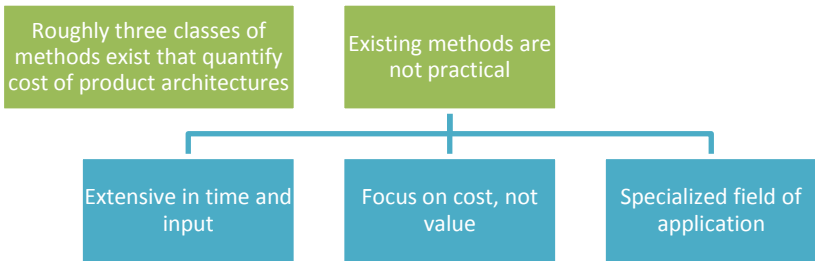 Roughly three classes of
methods exist that quantify
cost of product architectures
Existing methods are
not practical
Extensive in time and
input
Focus on cost, not
value
Specialized field of
application